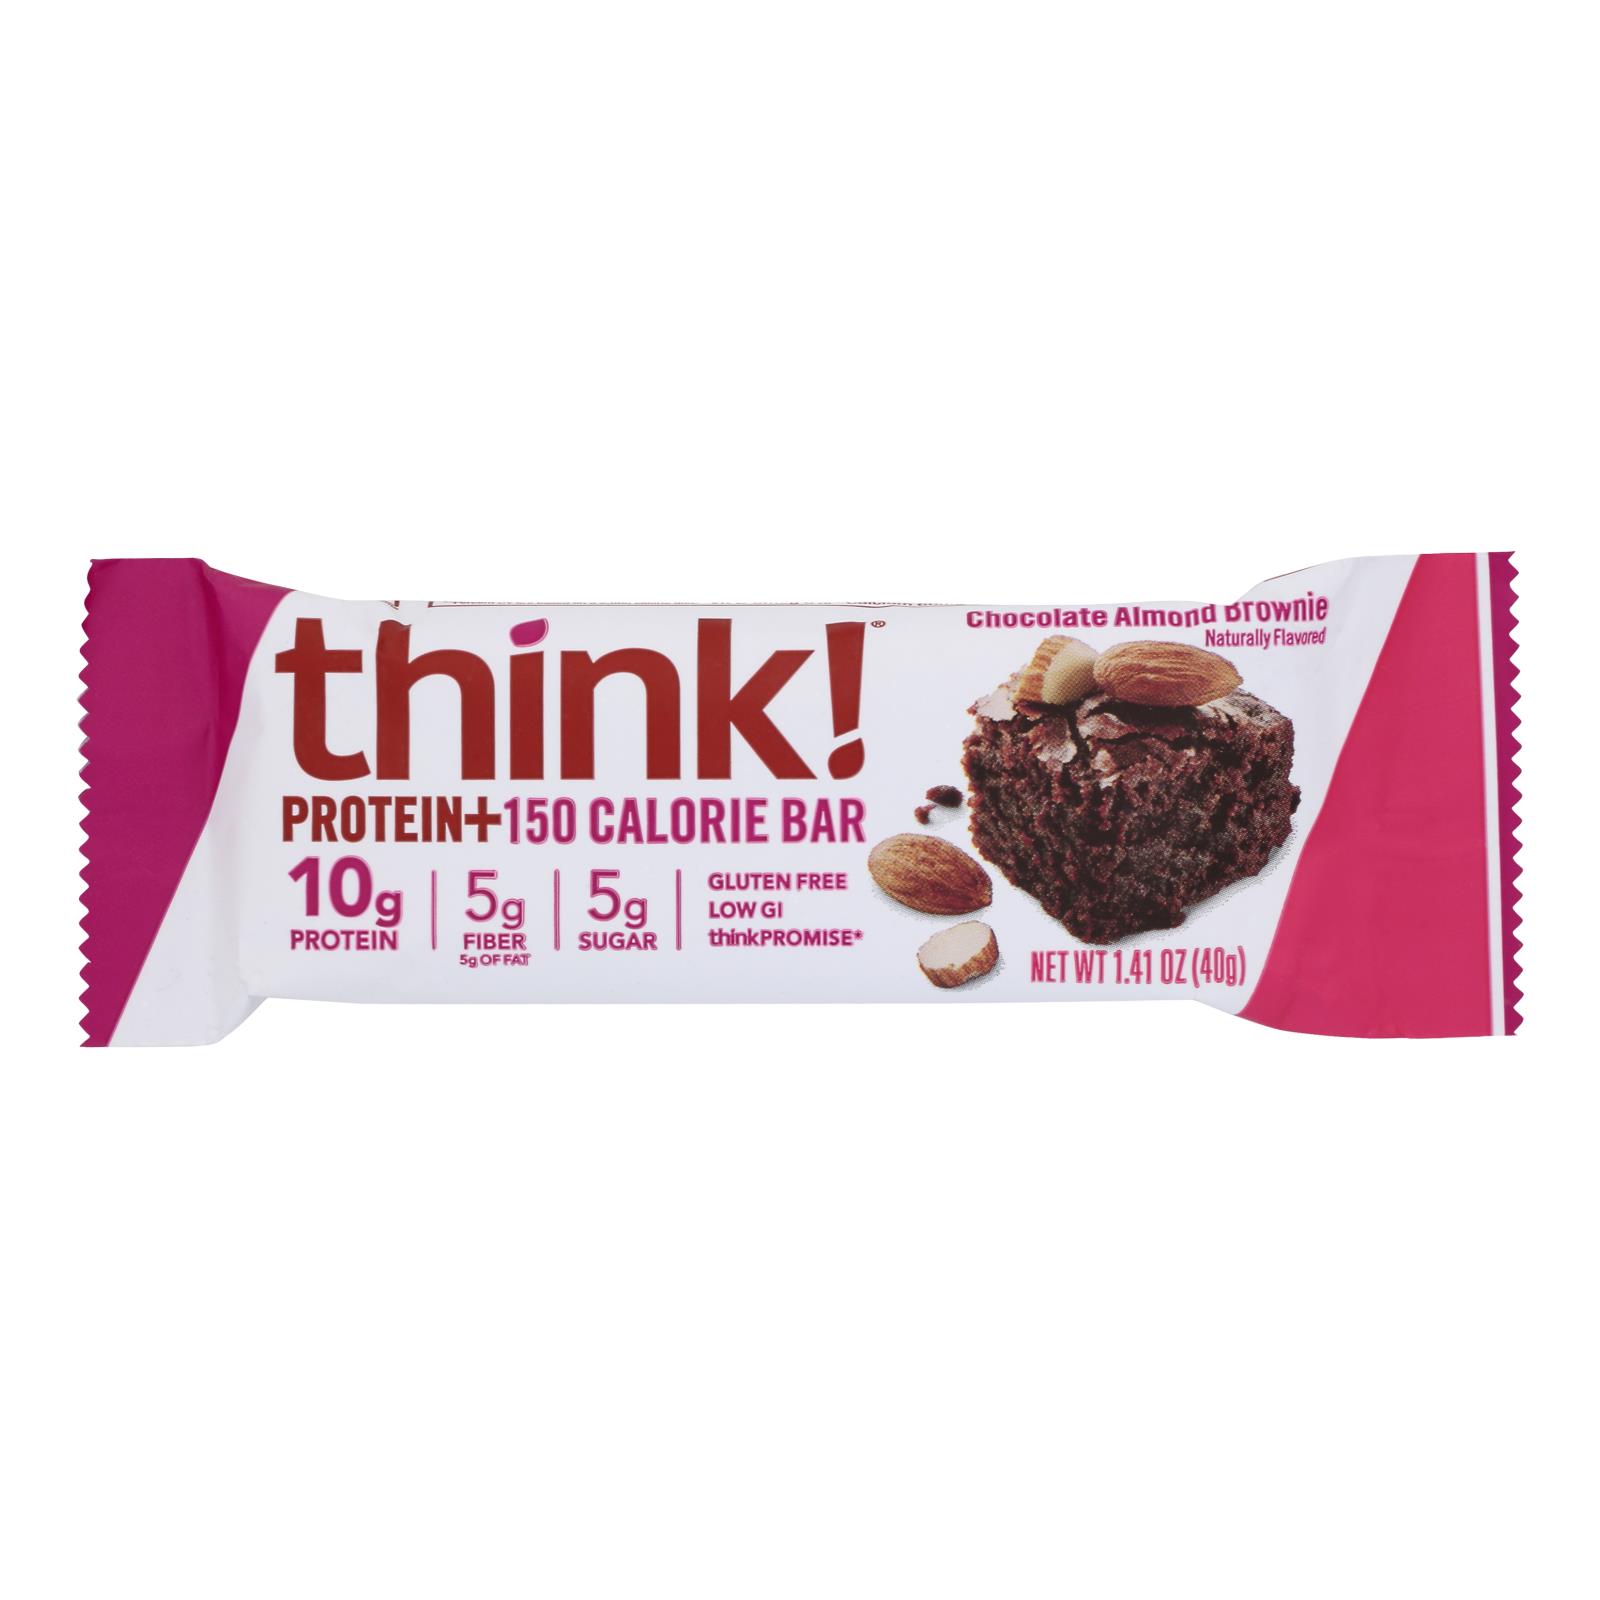 Chocolate Almond Brownie
Naturally Flavored
think!®
PROTEIN+150 CALORIE BAR
10g
PROTEIN
5g
FIBER
5g OF FAT
5g
SUGAR
GLUTEN FREE
LOW GI
thinkPROMISE*
NET WT 1.41 OZ (40g)